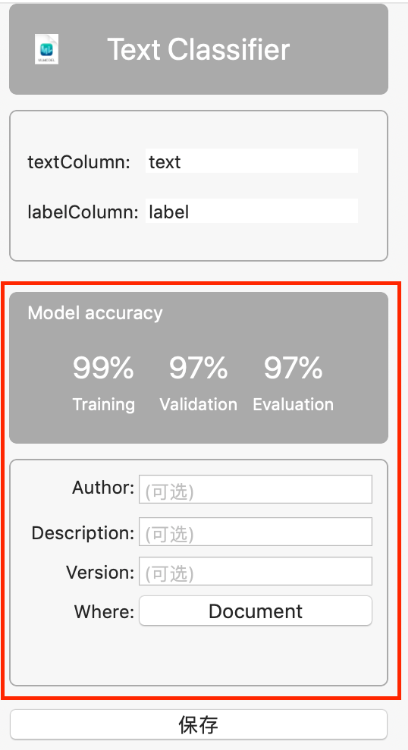 Text Classifier
textColumn: text
labelColumn: label
Model accuracy
99% 97% 97%
Training Validation Evaluation
Author: (可选)
Description: (可选)
Version: (可选)
Where: Document
保存